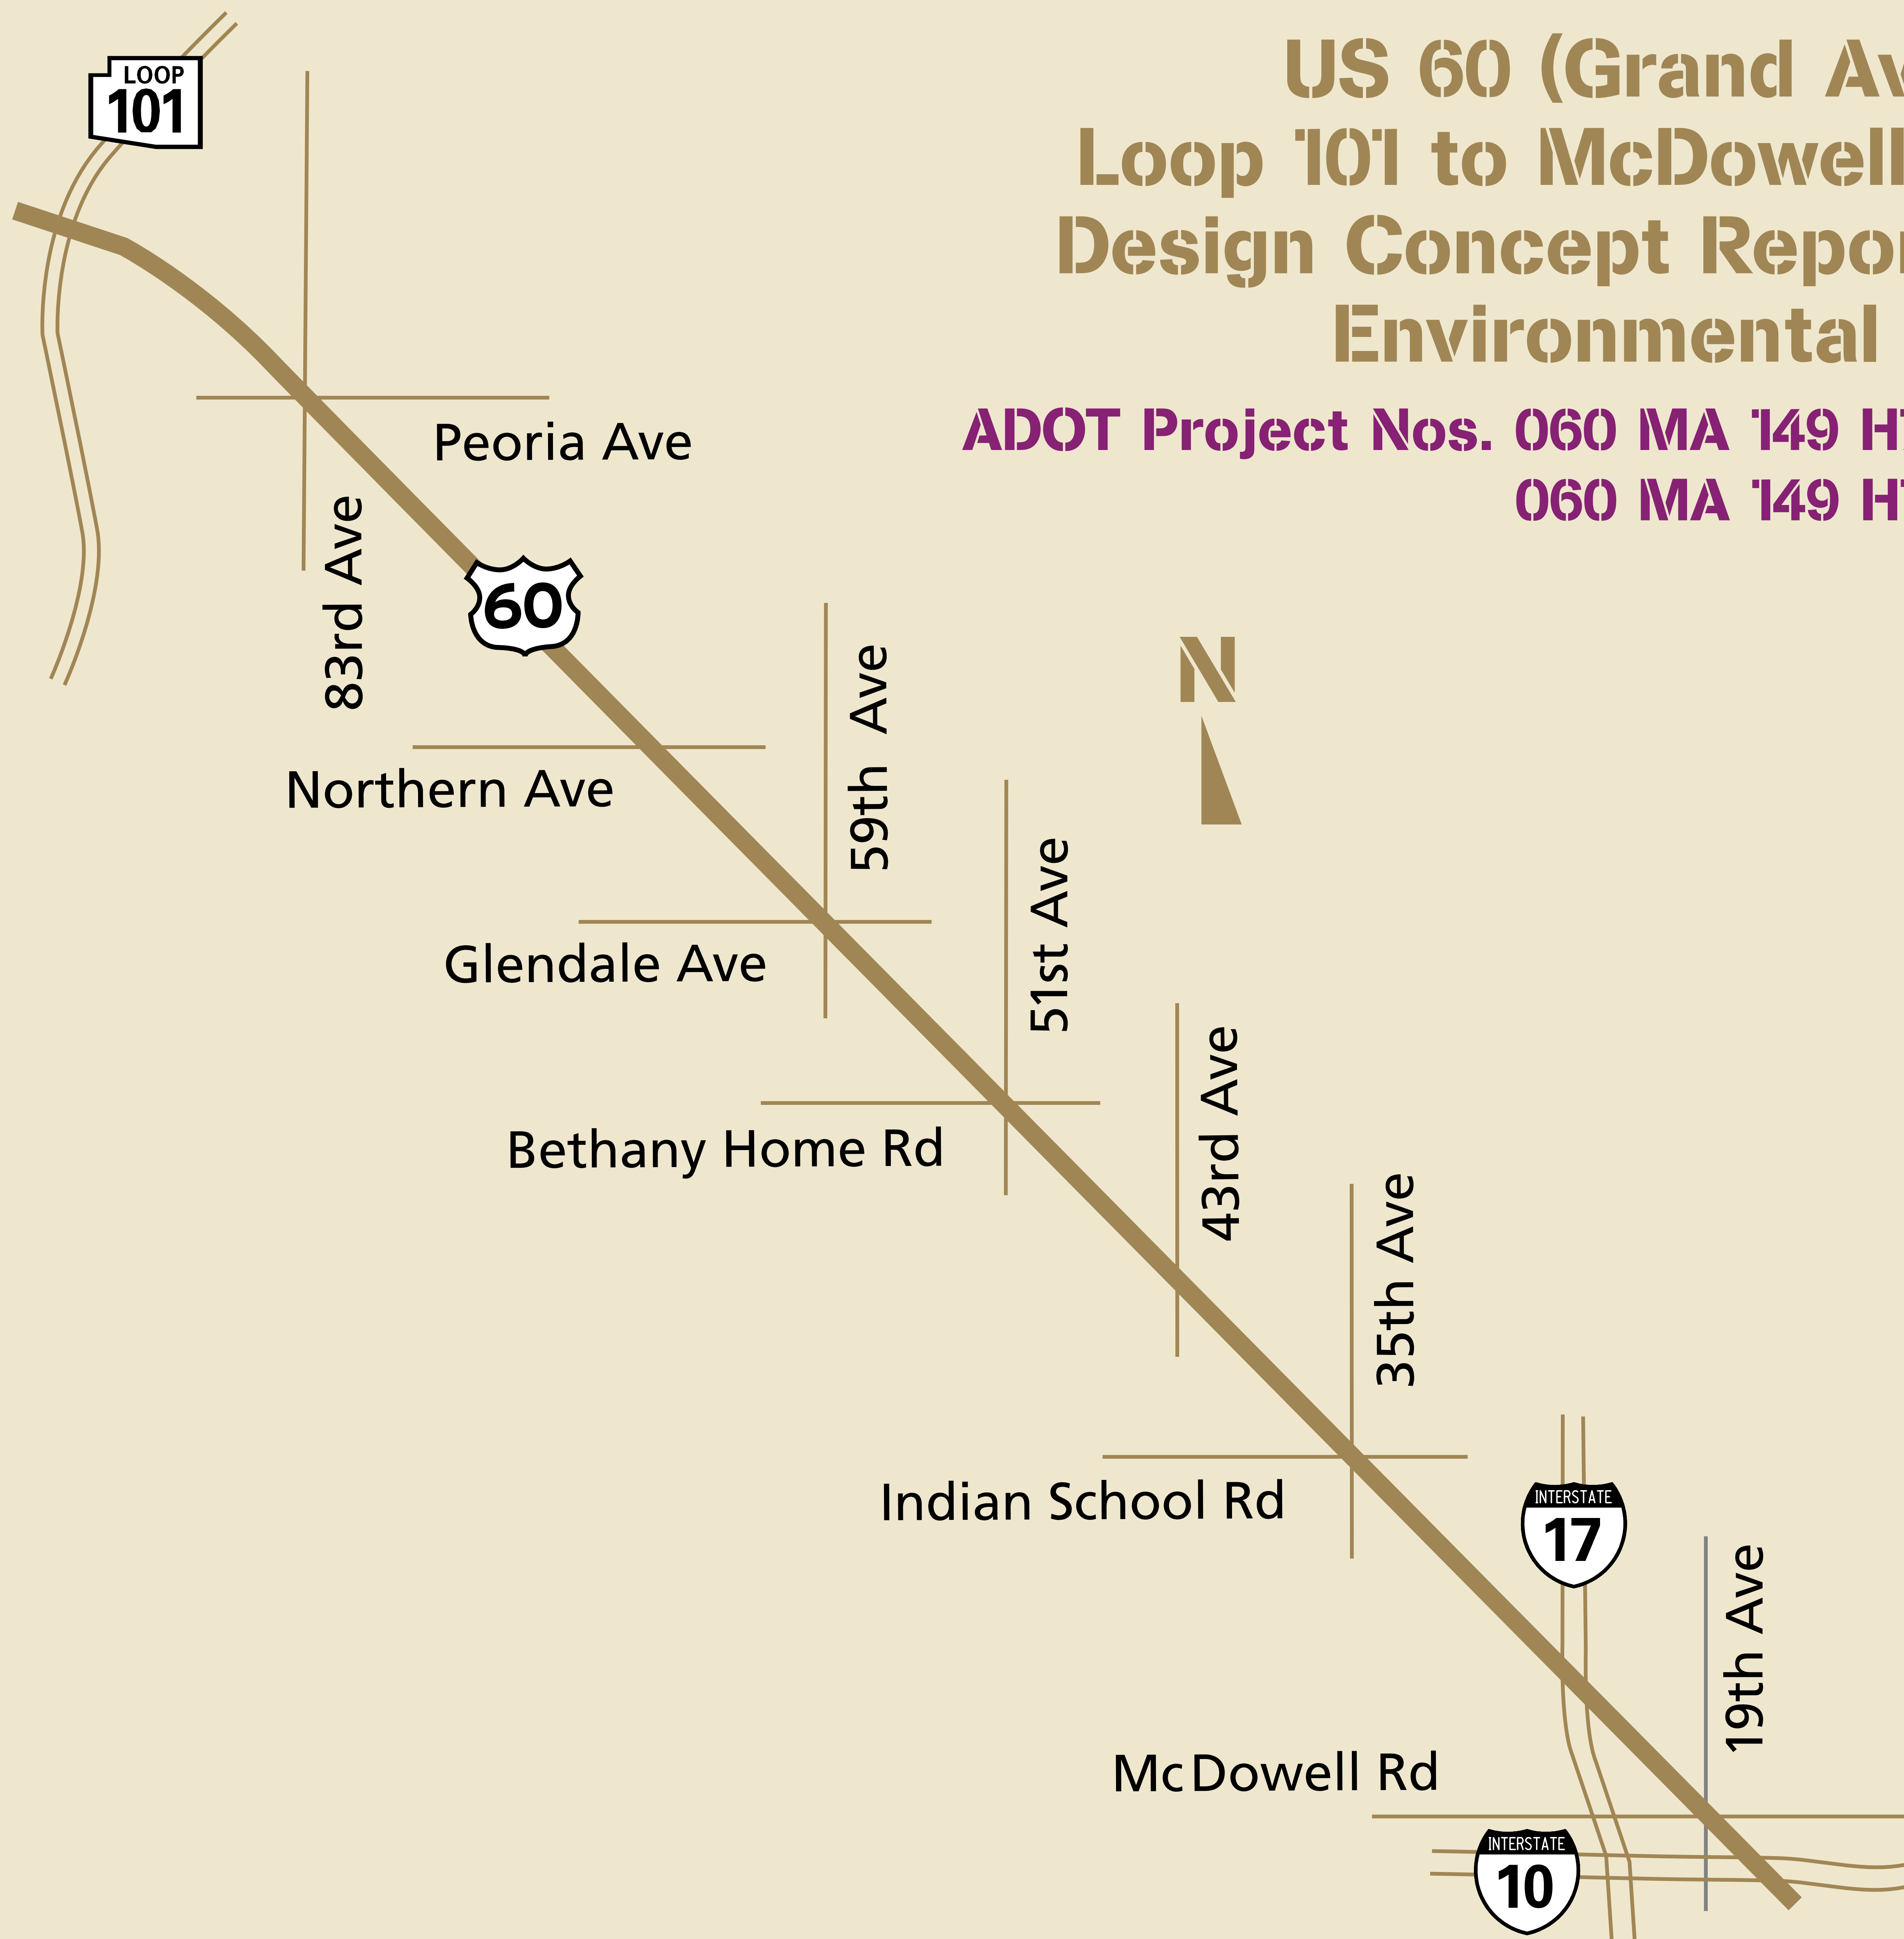 US 60 (Grand Av
Loop 101 to McDowell
Design Concept Repor
Environmental
ADOT Project Nos. 060 MA 149 H
060 MA 149 H
LOOP
101
Peoria Ave
83rd Ave
60
N
59th Ave
Northern Ave
51st Ave
Glendale Ave
43rd Ave
Bethany Home Rd
35th Ave
Indian School Rd
INTERSTATE
17
19th Ave
McDowell Rd
INTERSTATE
10